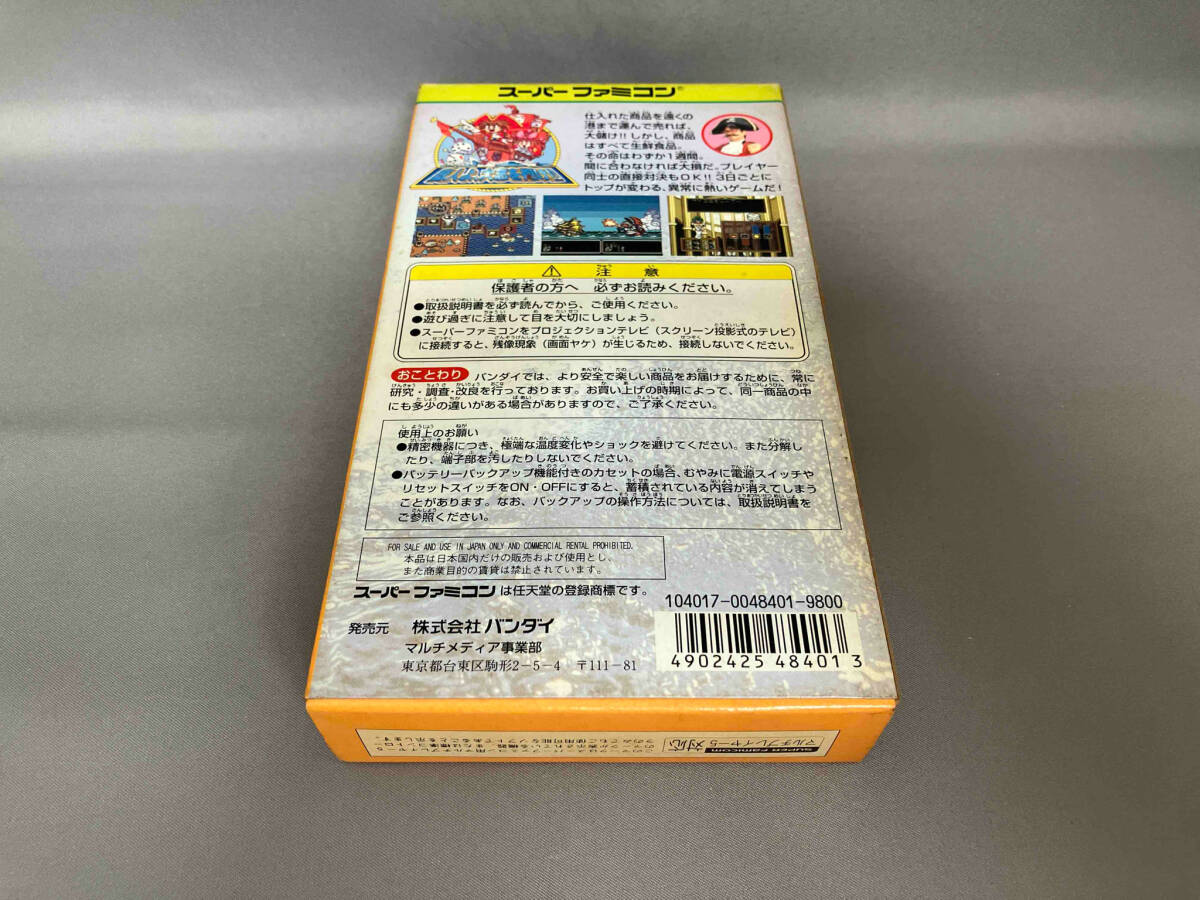 スーパーファミコン®
仕入れた商品を遠くの
港まで運んで売れば、
大儲け!!しかし、商品
はすべて生鮮食品。
その命はわずか1週間。
間に合わなければ大損だ。プレイヤー
同士の直接対決もOK!!3日ごとに
トップが変わる、異常に熱いゲームだ!
注意
保護者の方へ 必ずお読みください。
●取扱説明書を必ず読んでから、ご使用ください。
●遊び過ぎに注意して目を大切にしましょう。
●スーパーファミコンをプロジェクションテレビ(スクリーン投影式のテレビ)
に接続すると、残像現象(画面ヤケ)が生じるため、接続しないでください。
おことわり バンダイでは、より安全で楽しい商品をお届けするために、常に
研究・調査・改良を行っております。お買い上げの時期によって、同一商品の中
にも多少の違いがある場合がありますので、ご了承ください。
使用上のお願い
●精密機器につき、極端な温度変化やショックを避けてください。また分解し
たり、端子部を汚したりしないでください。
●バッテリーバックアップ機能付きのカセットの場合、むやみに電源スイッチや
リセットスイッチをON・OFFにすると、蓄積されている内容が消えてしまう
ことがあります。なお、バックアップの操作方法については、取扱説明書を
ご参照ください。
FOR SALE AND USE IN JAPAN ONLY AND COMMERCIAL RENTAL PROHIBITED.
本品は日本国内だけの販売および使用とし、
また商業目的の賃貸は禁止されています。
スーパーファミコンは任天堂の登録商標です。
104017-0048401-9800
発売元 株式会社バンダイ
マルチメディア事業部
東京都台東区駒形2-5-4 〒111-81
4902425 484013
SUPER FAMICOM
マルチプレイヤー5 対応